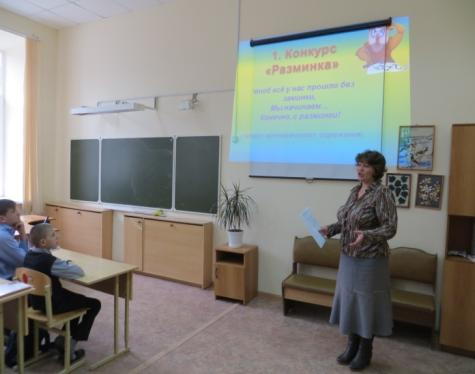 1. Конкурс
«Разминка»
чтоб всё у нас прошло без
заминки,
Мы начинаем...
Конечно, с разминки!